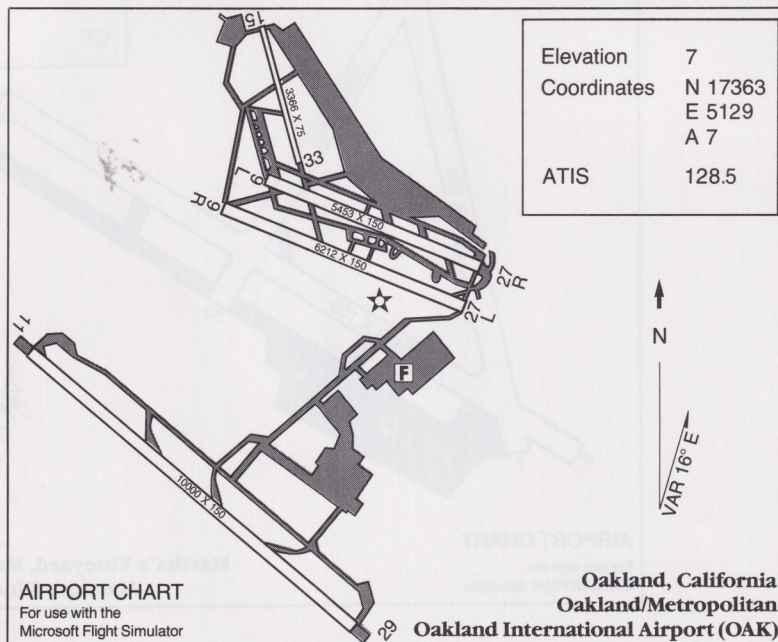 Elevation 7
Coordinates N 17363
E 5129
A 7
ATIS 128.5
15
3366 X 75
33
9 L
9 R
5453 X 150
6212 X 150
27 R
27 L
F
N
VAR 16° E
11
10000 X 150
29
AIRPORT CHART
For use with the
Microsoft Flight Simulator
Oakland, California
Oakland/Metropolitan
Oakland International Airport (OAK)